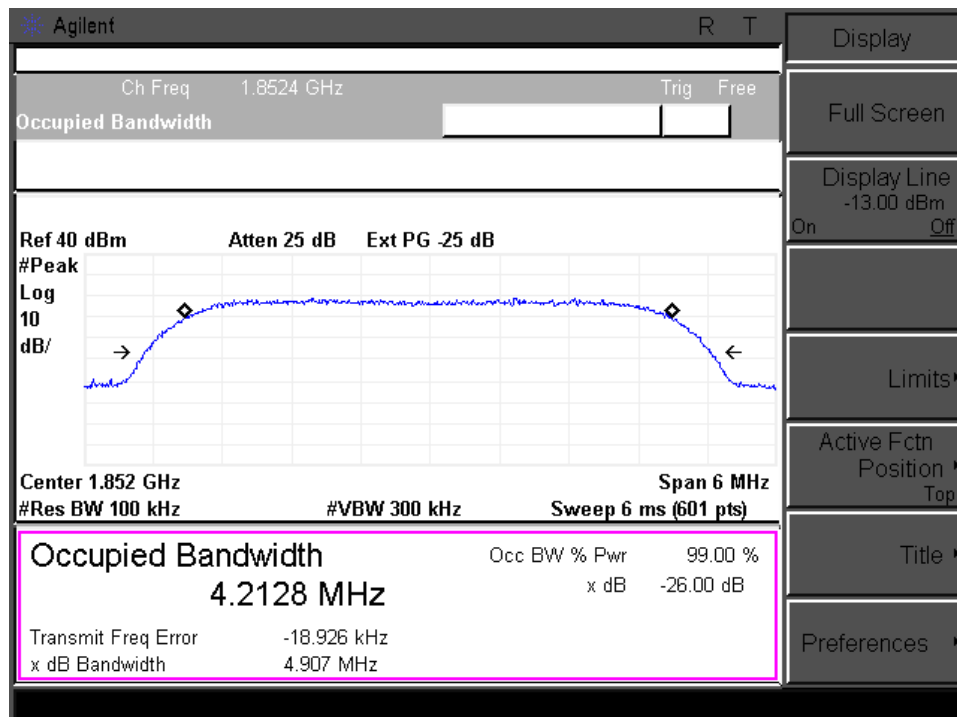 Agilent R T
Ch Freq 1.8524 GHz Trig Free
Occupied Bandwidth
Ref 40 dBm Atten 25 dB Ext PG -25 dB
#Peak
Log
10
dB/
Center 1.852 GHz Span 6 MHz
#Res BW 100 kHz #VBW 300 kHz Sweep 6 ms (601 pts)
Occupied Bandwidth
4.2128 MHz
Occ BW % Pwr 99.00 %
x dB -26.00 dB
Transmit Freq Error -18.926 kHz
x dB Bandwidth 4.907 MHz
Display
Full Screen
Display Line
-13.00 dBm
On Off
Limits
Active Fctn
Position
Top
Title
Preferences